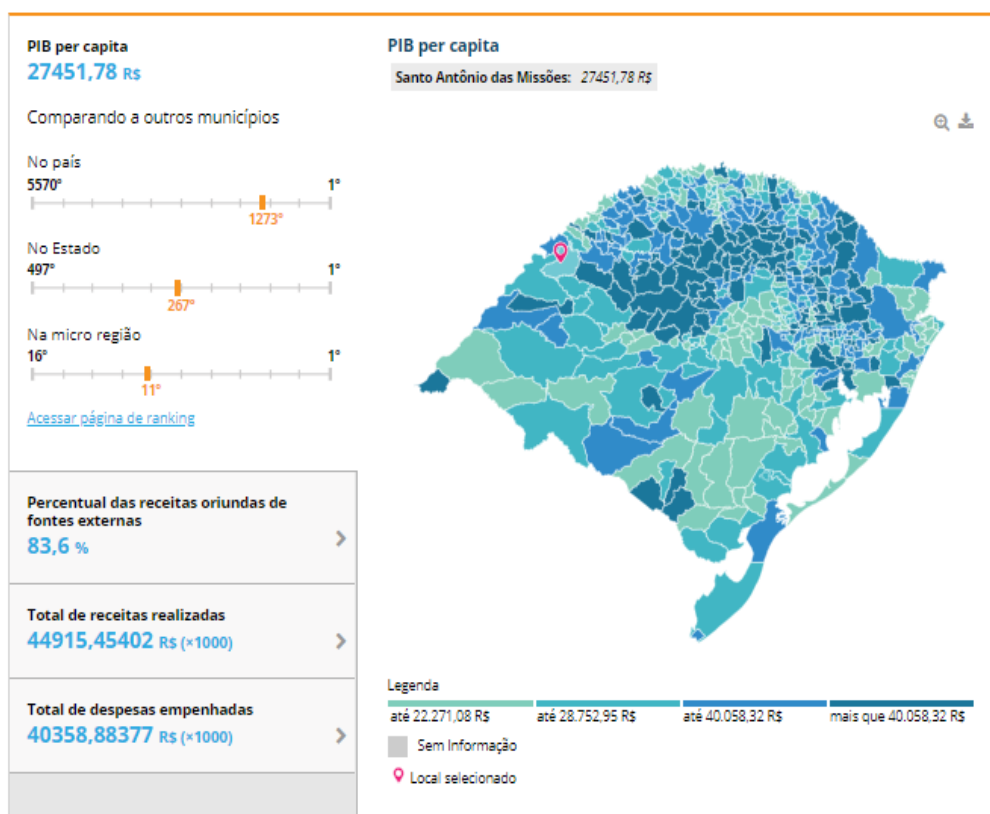 PIB per capita
27451,78 R$
Comparando a outros municípios
No país
5570° 1°
1273°
No Estado
497° 1°
267°
Na micro região
16° 1°
11°
Acessar página de ranking
Percentual das receitas oriundas de
fontes externas
83,6 %
Total de receitas realizadas
44915,45402 R$ (×1000)
Total de despesas empenhadas
40358,88377 R$ (×1000)
PIB per capita
Santo Antônio das Missões: 27451,78 R$
Legenda
até 22.271,08 R$ até 28.752,95 R$ até 40.058,32 R$ mais que 40.058,32 R$
Sem Informação
Local selecionado